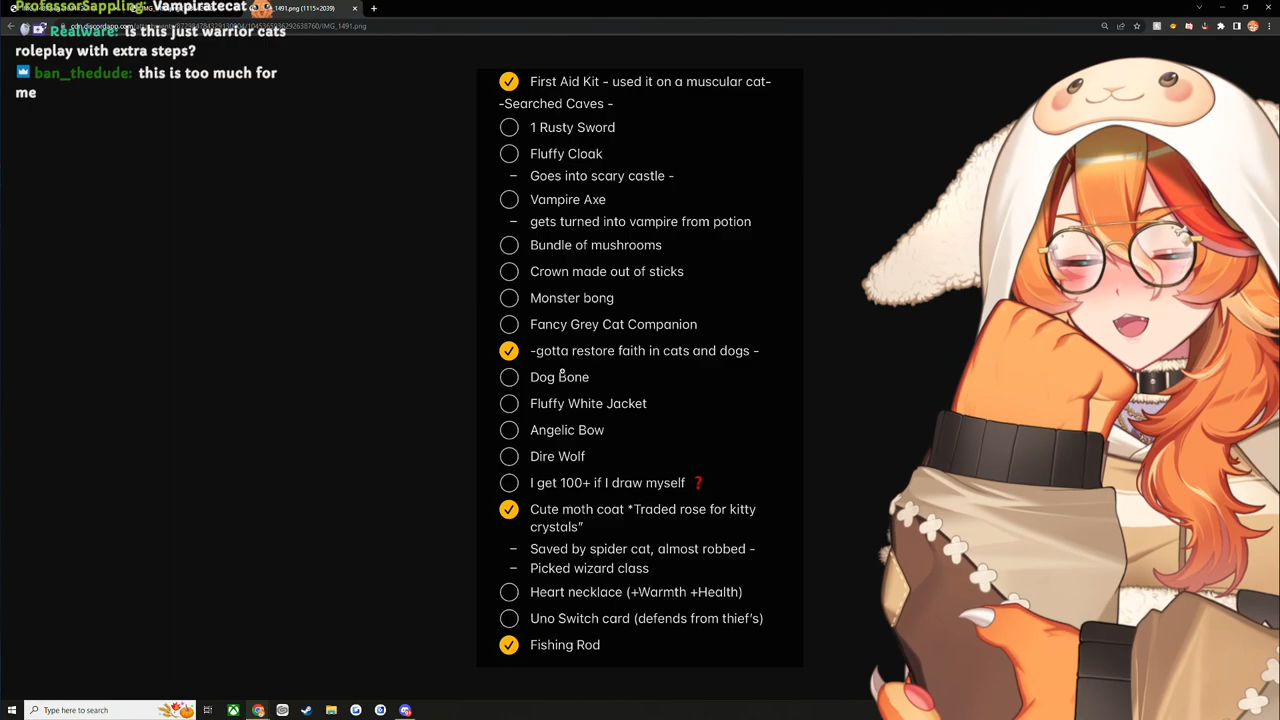 ProfessorSappling: Vampiratecat
1491.png (1115×2039)
Realware: Is this just warrior cats
roleplay with extra steps?
ban_thedude: this is too much for
me
First Aid Kit - used it on a muscular cat-
-Searched Caves -
1 Rusty Sword
Fluffy Cloak
– Goes into scary castle -
Vampire Axe
– gets turned into vampire from potion
Bundle of mushrooms
Crown made out of sticks
Monster bong
Fancy Grey Cat Companion
-gotta restore faith in cats and dogs -
Dog Bone
Fluffy White Jacket
Angelic Bow
Dire Wolf
I get 100+ if I draw myself ❓
Cute moth coat *Traded rose for kitty
crystals”
– Saved by spider cat, almost robbed -
– Picked wizard class
Heart necklace (+Warmth +Health)
Uno Switch card (defends from thief’s)
Fishing Rod
Type here to search